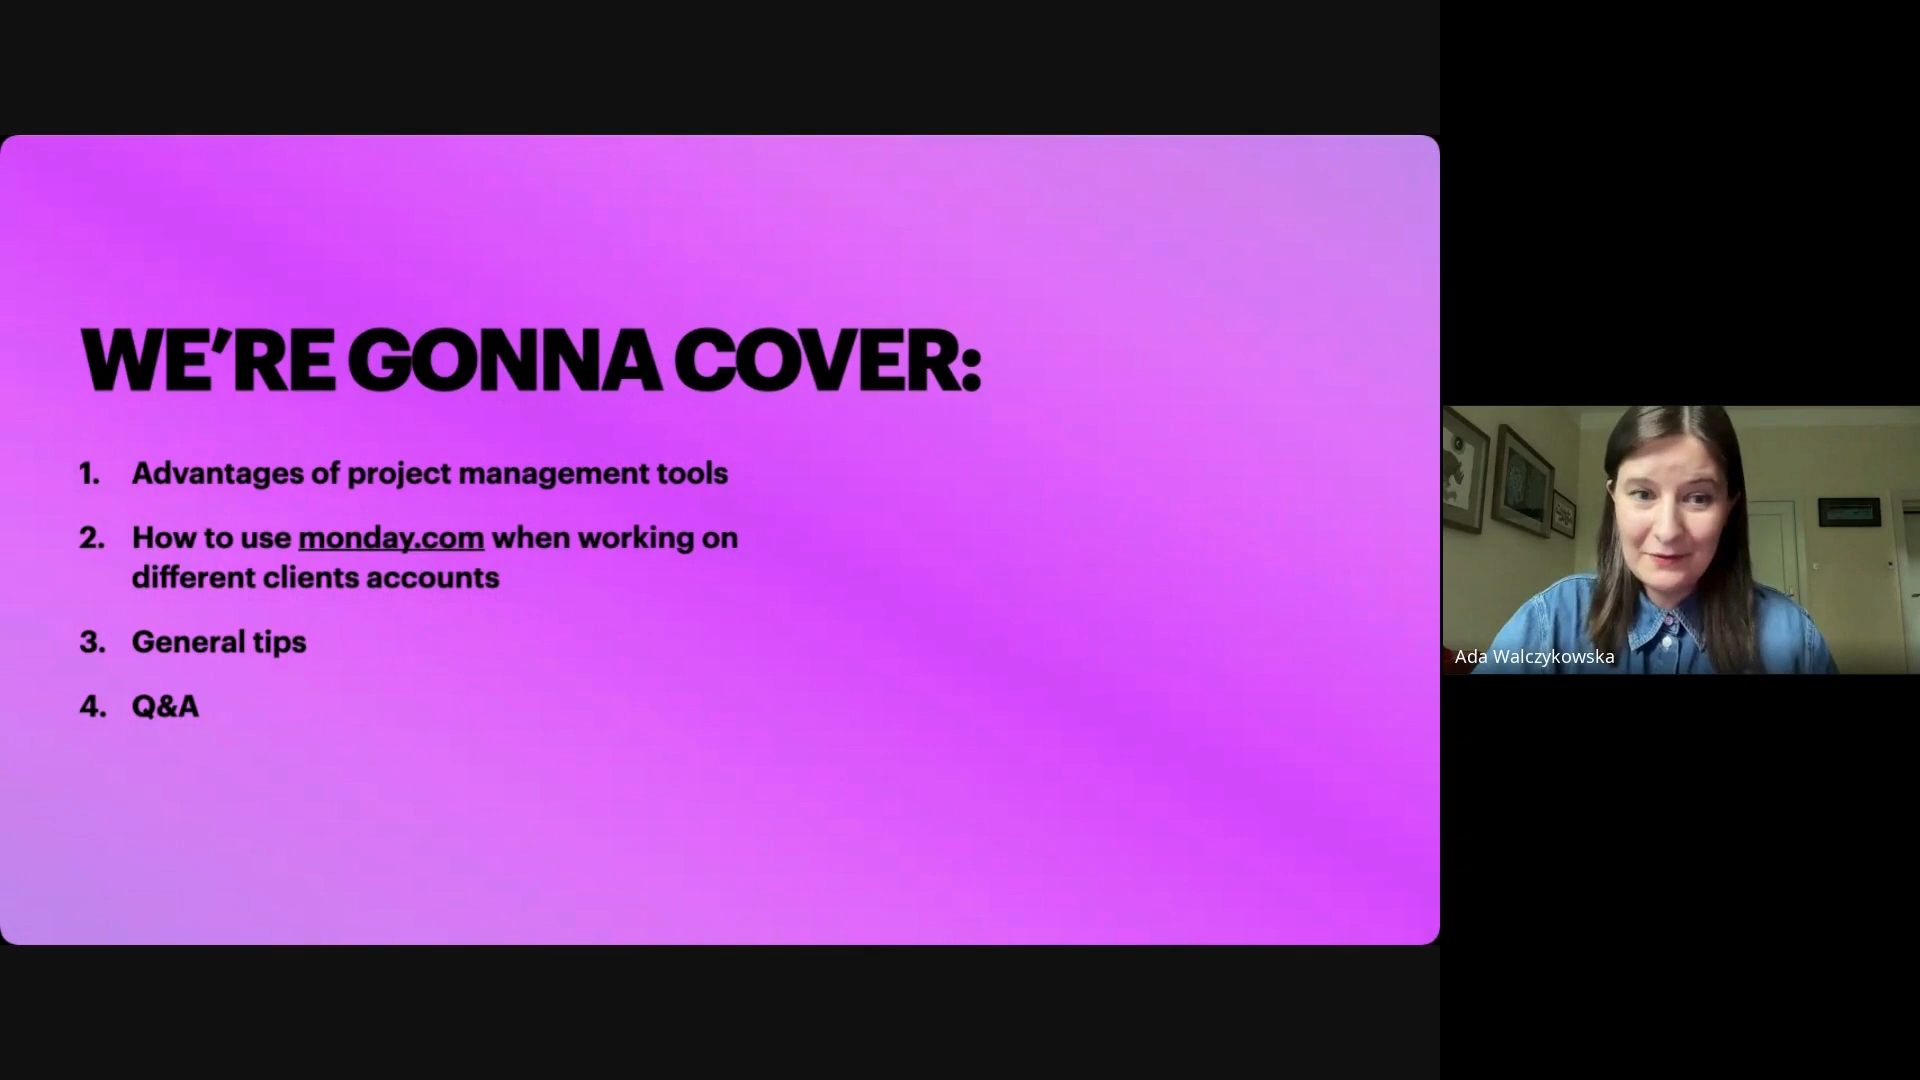 WE’RE GONNA COVER:
1. Advantages of project management tools
2. How to use monday.com when working on
different clients accounts
3. General tips
4. Q&A
Ada Walczykowska